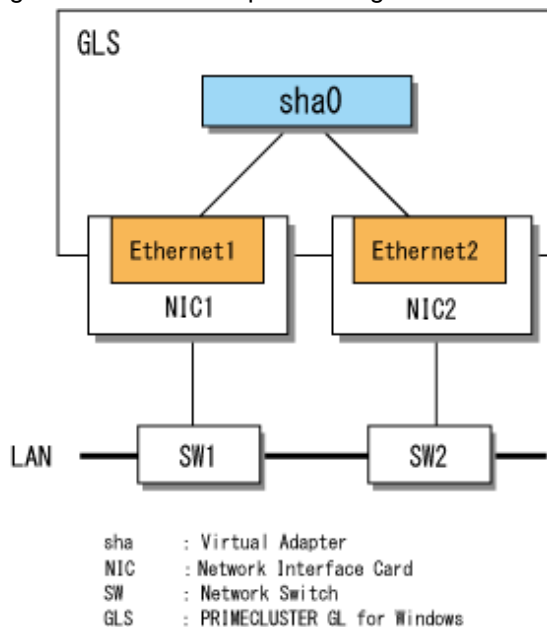 GLS
sha0
Ethernet1 Ethernet2
NIC1 NIC2
LAN SW1 SW2
sha : Virtual Adapter
NIC : Network Interface Card
SW : Network Switch
GLS : PRIMECLUSTER GL for Windows